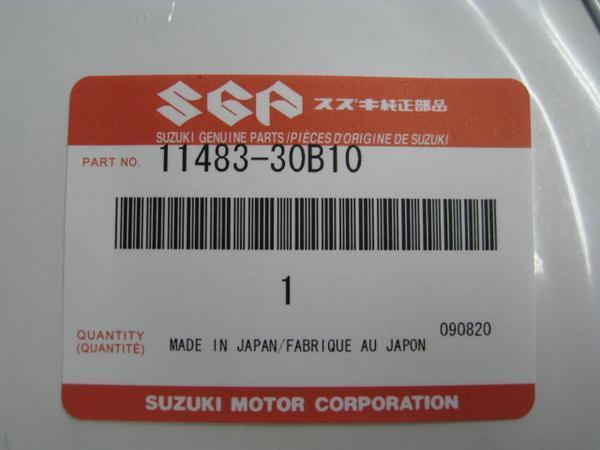 SGP スズキ純正部品
SUZUKI GENUINE PARTS/PIÈCES D'ORIGINE DE SUZUKI
PART NO. 11483-30B10
1
QUANTITY
(QUANTITÉ)
MADE IN JAPAN/FABRIQUE AU JAPON
090820
SUZUKI MOTOR CORPORATION